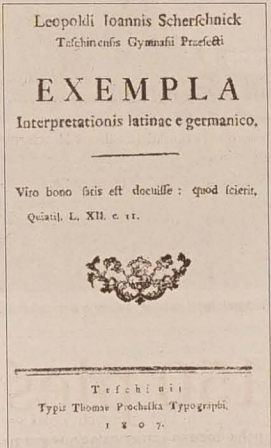 Leopoldi Ioannis Scherſchnick
Teſchinenſis Gymnaſii Praefecti
EXEMPLA
Interpretationis latinae e germanico.
Viro bono ſatis eſt docuiſſe: quod ſcierit,
Quintil. L. XII. c. 11.
Teſchinii
Typis Thomae Prochaſka Typographi.
1807.